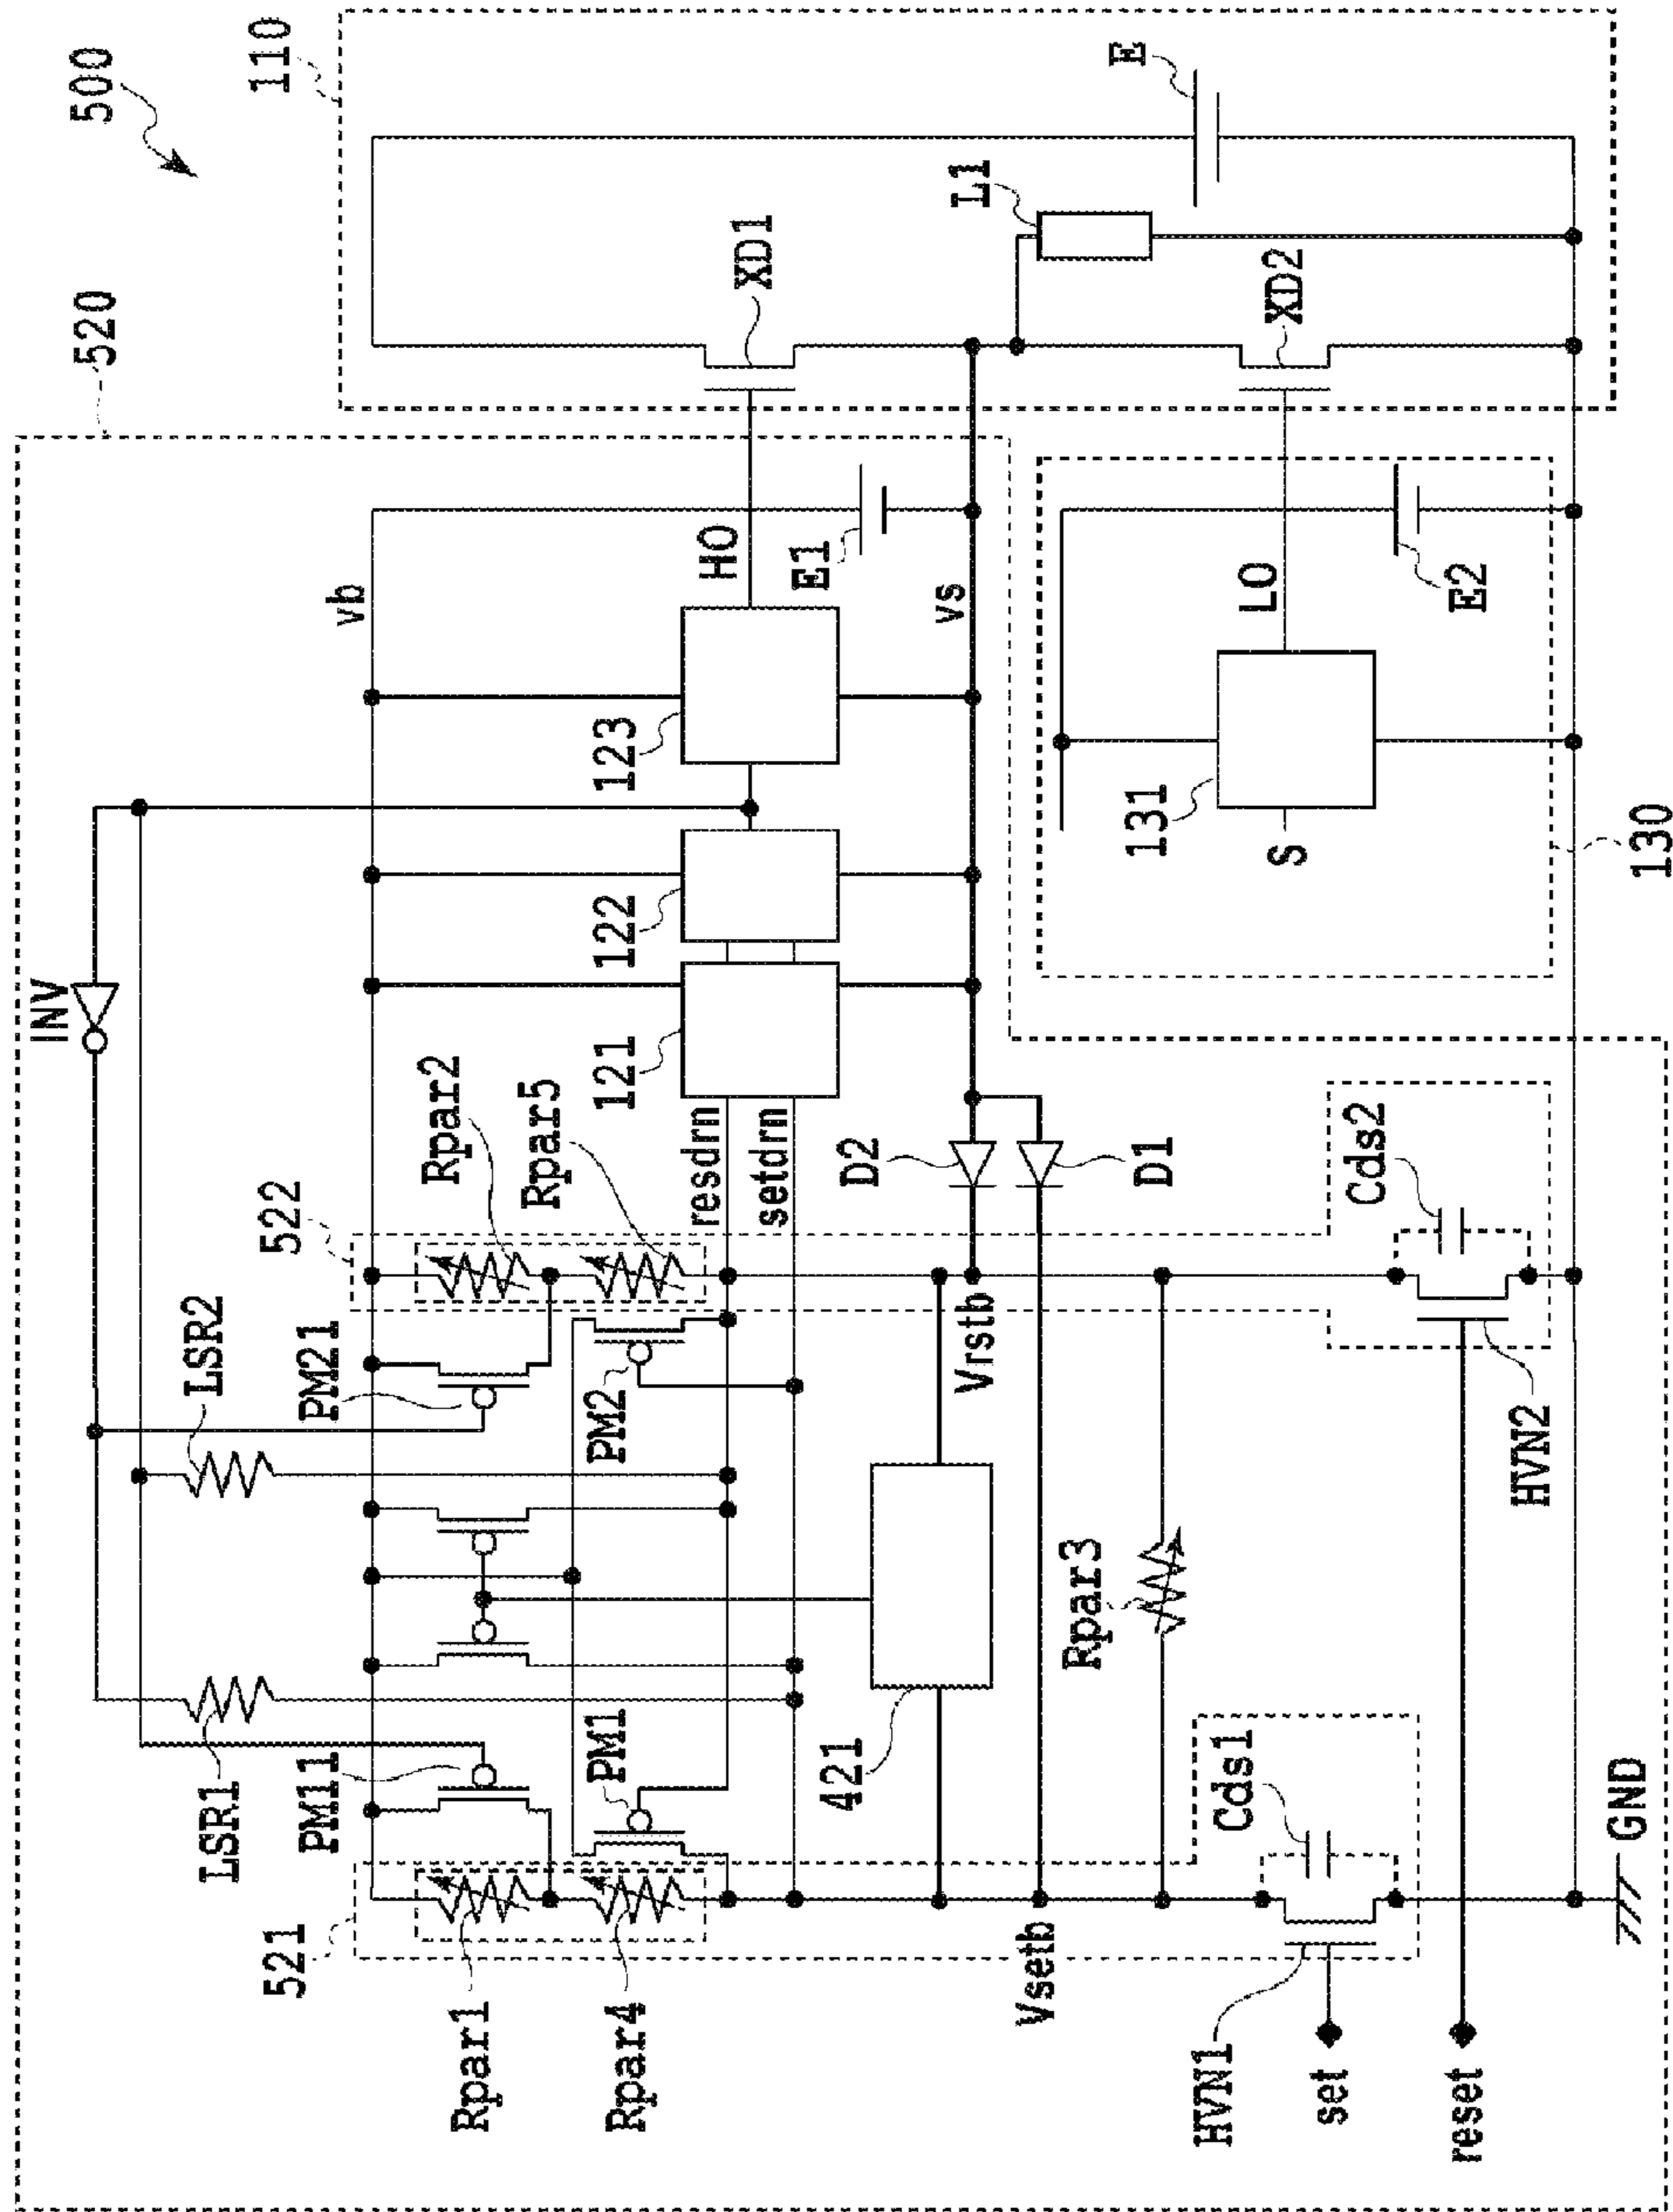 500
520
110
INV
LSR2
LSR1
PM21
PM11
522
521
Rpar2
Rpar5
Rpar1
Rpar4
PM1
PM2
vb
resdrn
setdrn
121
122
123
HO
E1
vs
XD1
L1
E
XD2
421
Vrstb
D2
D1
Rpar3
Vsetb
Cds1
Cds2
HVN1
HVN2
set
reset
GND
131
S
LO
E2
130